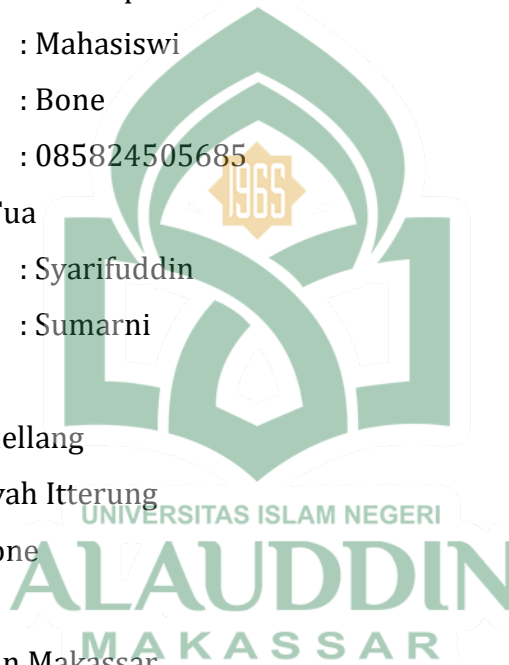 : Mahasiswi
: Bone
: 085824505685
1965
Tua
: Syarifuddin
: Sumarni
ellang
yah Itterung
UNIVERSITAS ISLAM NEGERI
one
ALAUDDIN
n Makassar
MAKASSAR